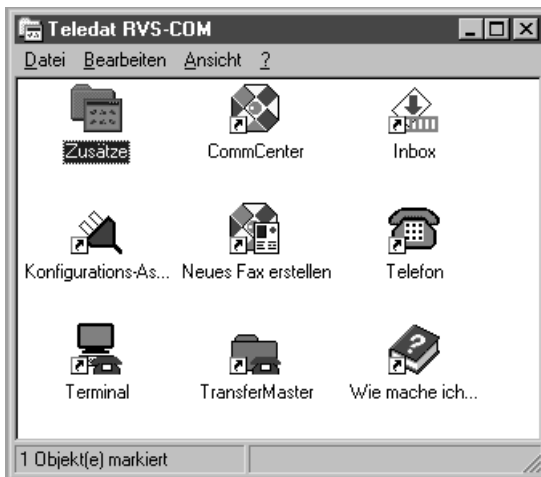 Teledat RVS-COM
Datei Bearbeiten Ansicht ?
Zusätze CommCenter Inbox
Konfigurations-As... Neues Fax erstellen Telefon
Terminal TransferMaster Wie mache ich...
1 Objekt(e) markiert